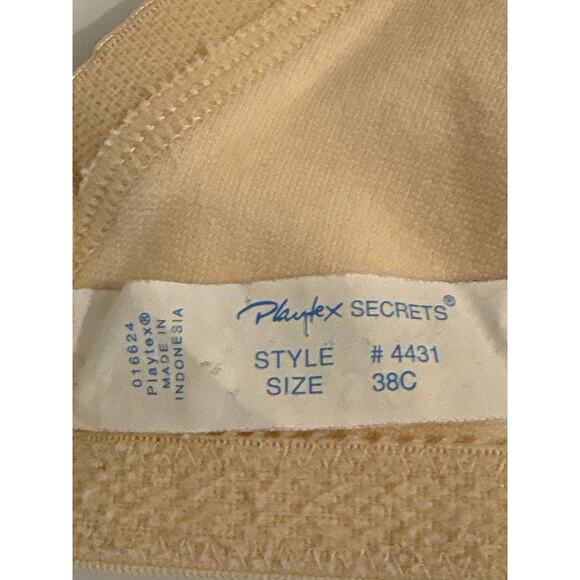 Playtex SECRETS®
STYLE # 4431
SIZE 38C
016624
Playtex®
MADE IN
INDONESIA